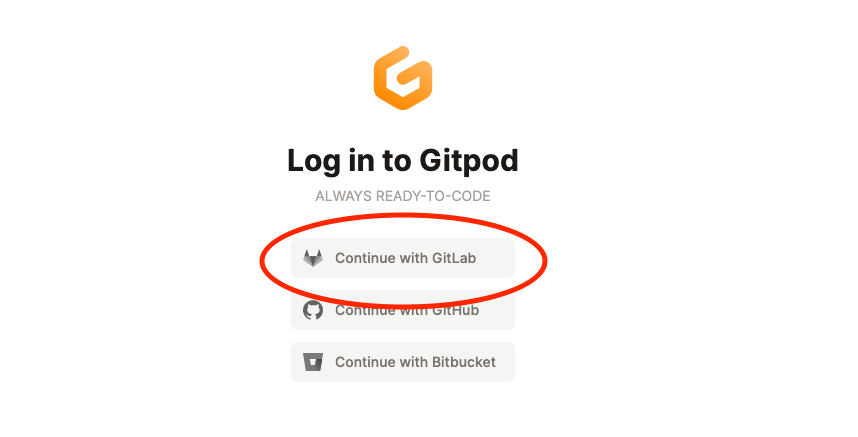 Log in to Gitpod
ALWAYS READY-TO-CODE
Continue with GitLab
Continue with GitHub
Continue with Bitbucket